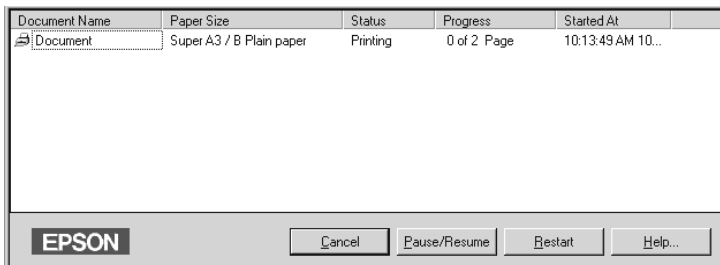 Document Name Paper Size Status Progress Started At
Document Super A3 / B Plain paper Printing 0 of 2 Page 10:13:49 AM 10...
EPSON Cancel Pause/Resume Restart Help...